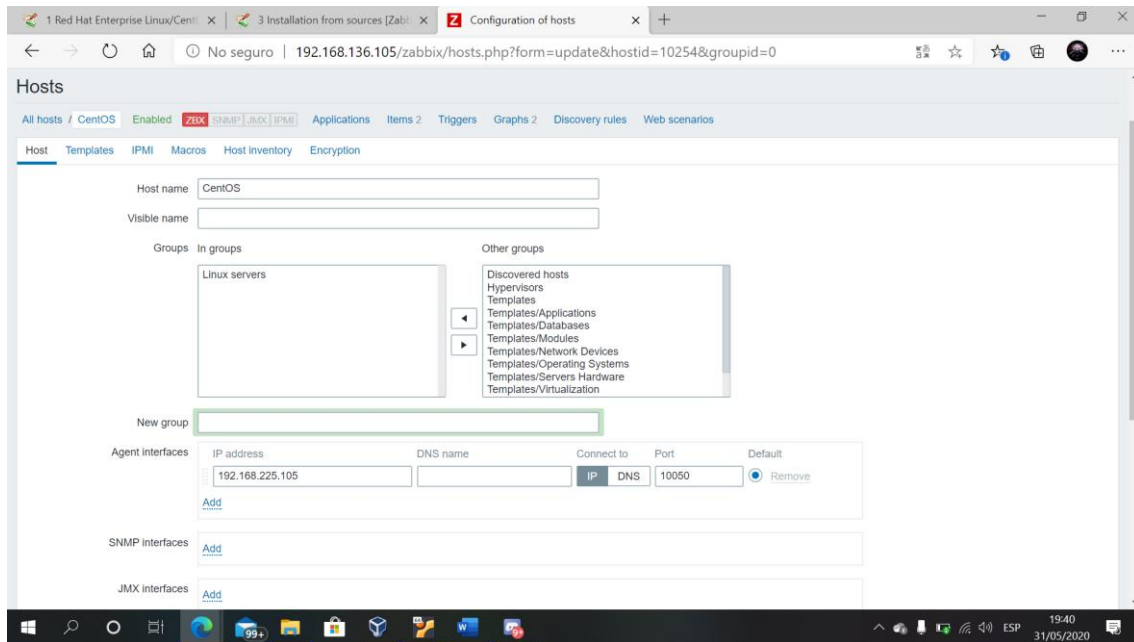 1 Red Hat Enterprise Linux/Cent
3 Installation from sources [Zabb
Configuration of hosts
No seguro | 192.168.136.105/zabbix/hosts.php?form=update&hostid=10254&groupid=0
Hosts
All hosts / CentOS Enabled ZBX SNMP JMX IPMI Applications Items 2 Triggers Graphs 2 Discovery rules Web scenarios
Host Templates IPMI Macros Host inventory Encryption
Host name CentOS
Visible name
Groups In groups Other groups
Linux servers
Discovered hosts
Hypervisors
Templates
Templates/Applications
Templates/Databases
Templates/Modules
Templates/Network Devices
Templates/Operating Systems
Templates/Servers Hardware
Templates/Virtualization
New group
Agent interfaces IP address DNS name Connect to Port Default
192.168.225.105 IP DNS 10050 Remove
Add
SNMP interfaces Add
JMX interfaces Add
99+
ESP
19:40
31/05/2020